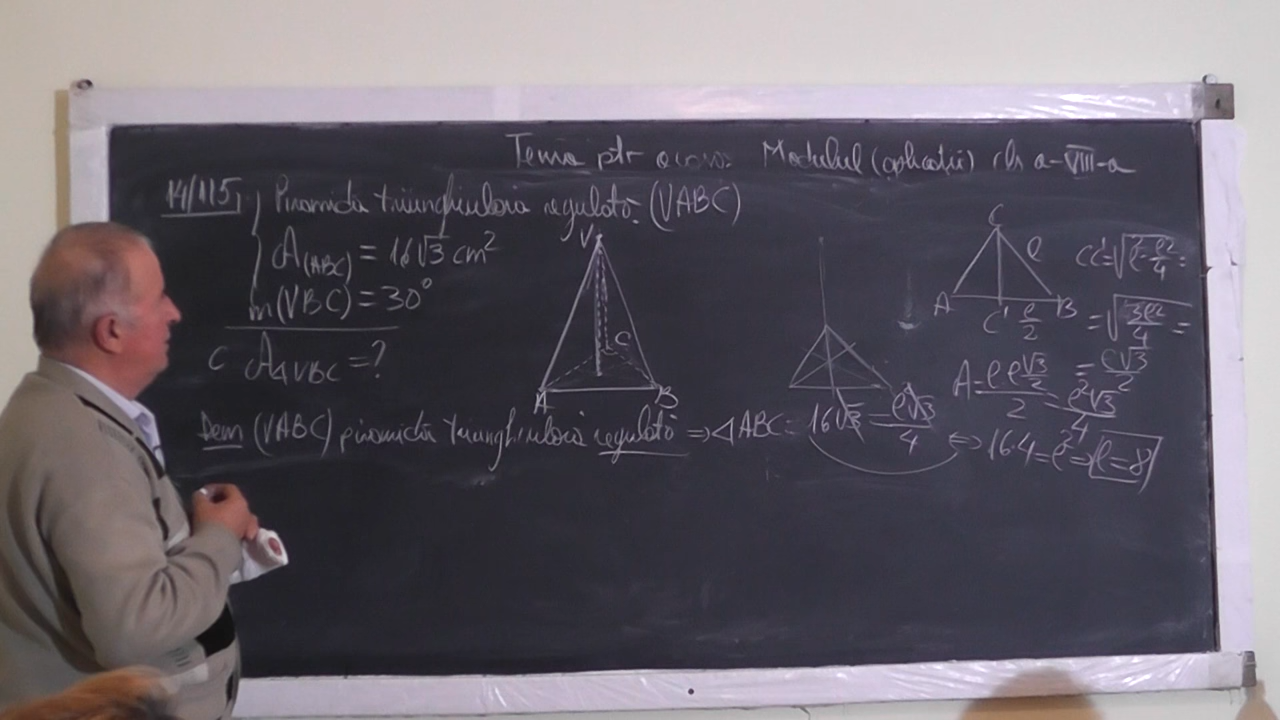 Tema ptr acasă Modulul (aplicații) cls a-VIII-a
14/115, Piramida triunghiulară regulată (VABC)
A(ABC) = 16√3 cm²
m(VBC) = 30°
A△VBC = ?
V
A
B
C
C
A
B
C'
l
l/2
CC' = √(l² - l²/4) =
= √(3l²/4) =
= l√3/2
A = (l · l√3/2)/2 = l²√3/4
Dem (VABC) piramidă triunghiulară regulată ⇒ △ABC = 16√3 = l²√3/4 ⇔ 16·4 = l² ⇒ l = 8